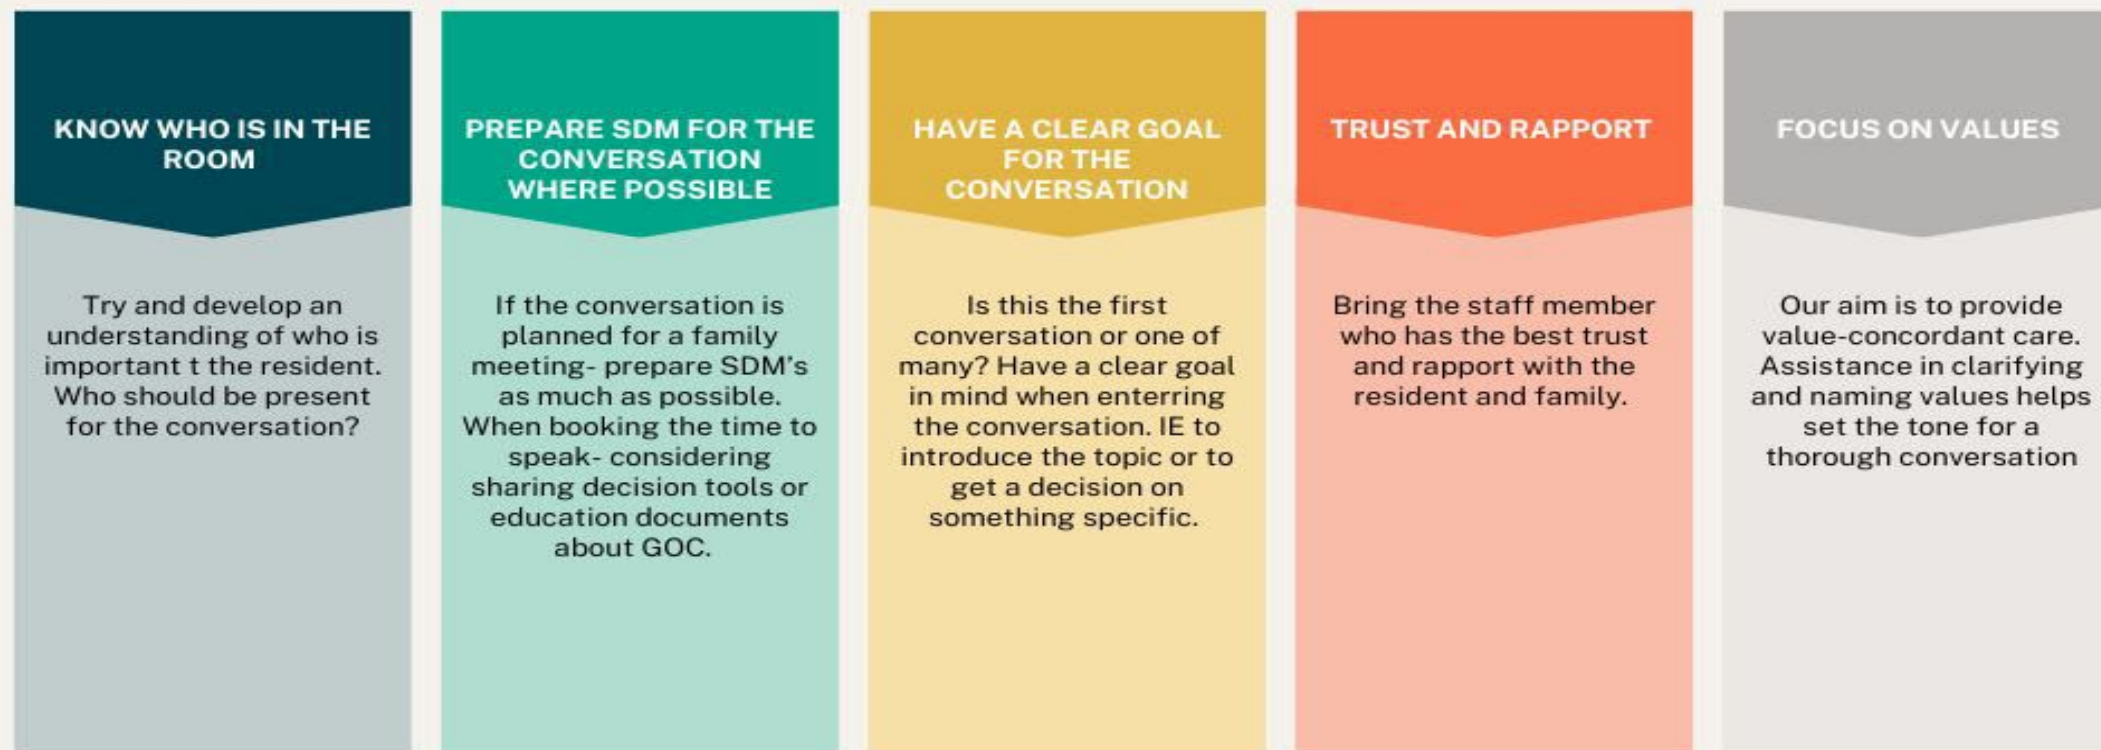 KNOW WHO IS IN THE
ROOM
Try and develop an
understanding of who is
important t the resident.
Who should be present
for the conversation?
PREPARE SDM FOR THE
CONVERSATION
WHERE POSSIBLE
If the conversation is
planned for a family
meeting- prepare SDM's
as much as possible.
When booking the time to
speak- considering
sharing decision tools or
education documents
about GOC.
HAVE A CLEAR GOAL
FOR THE
CONVERSATION
Is this the first
conversation or one of
many? Have a clear goal
in mind when enterring
the conversation. IE to
introduce the topic or to
get a decision on
something specific.
TRUST AND RAPPORT
Bring the staff member
who has the best trust
and rapport with the
resident and family.
FOCUS ON VALUES
Our aim is to provide
value-concordant care.
Assistance in clarifying
and naming values helps
set the tone for a
thorough conversation